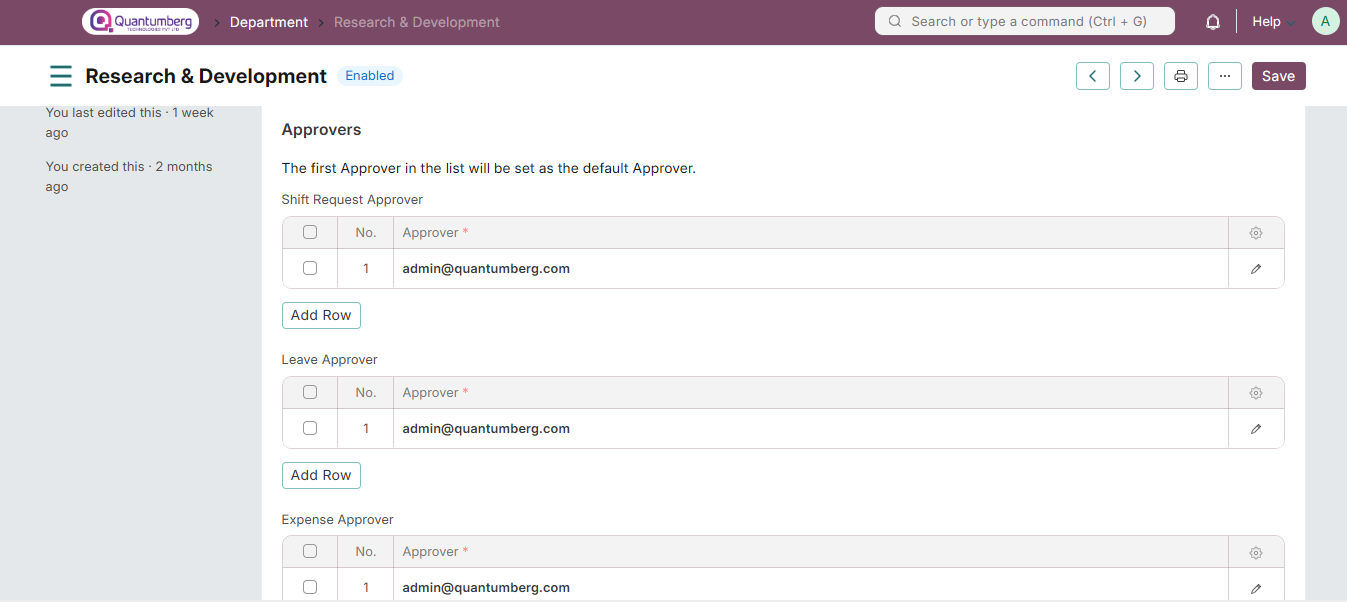 Quantumberg
TECHNOLOGIES PVT LTD
Department
Research & Development
Search or type a command (Ctrl + G)
Help
A
Research & Development
Enabled
...
Save
You last edited this · 1 week
ago
You created this · 2 months
ago
Approvers
The first Approver in the list will be set as the default Approver.
Shift Request Approver
No. Approver *
1 admin@quantumberg.com
Add Row
Leave Approver
No. Approver *
1 admin@quantumberg.com
Add Row
Expense Approver
No. Approver *
1 admin@quantumberg.com